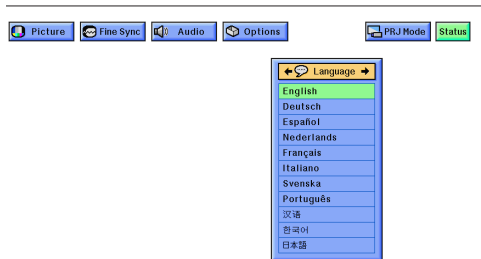 Picture Fine Sync Audio Options PRJ Mode Status
Language
English
Deutsch
Español
Nederlands
Français
Italiano
Svenska
Português
汉语
한국어
日本語